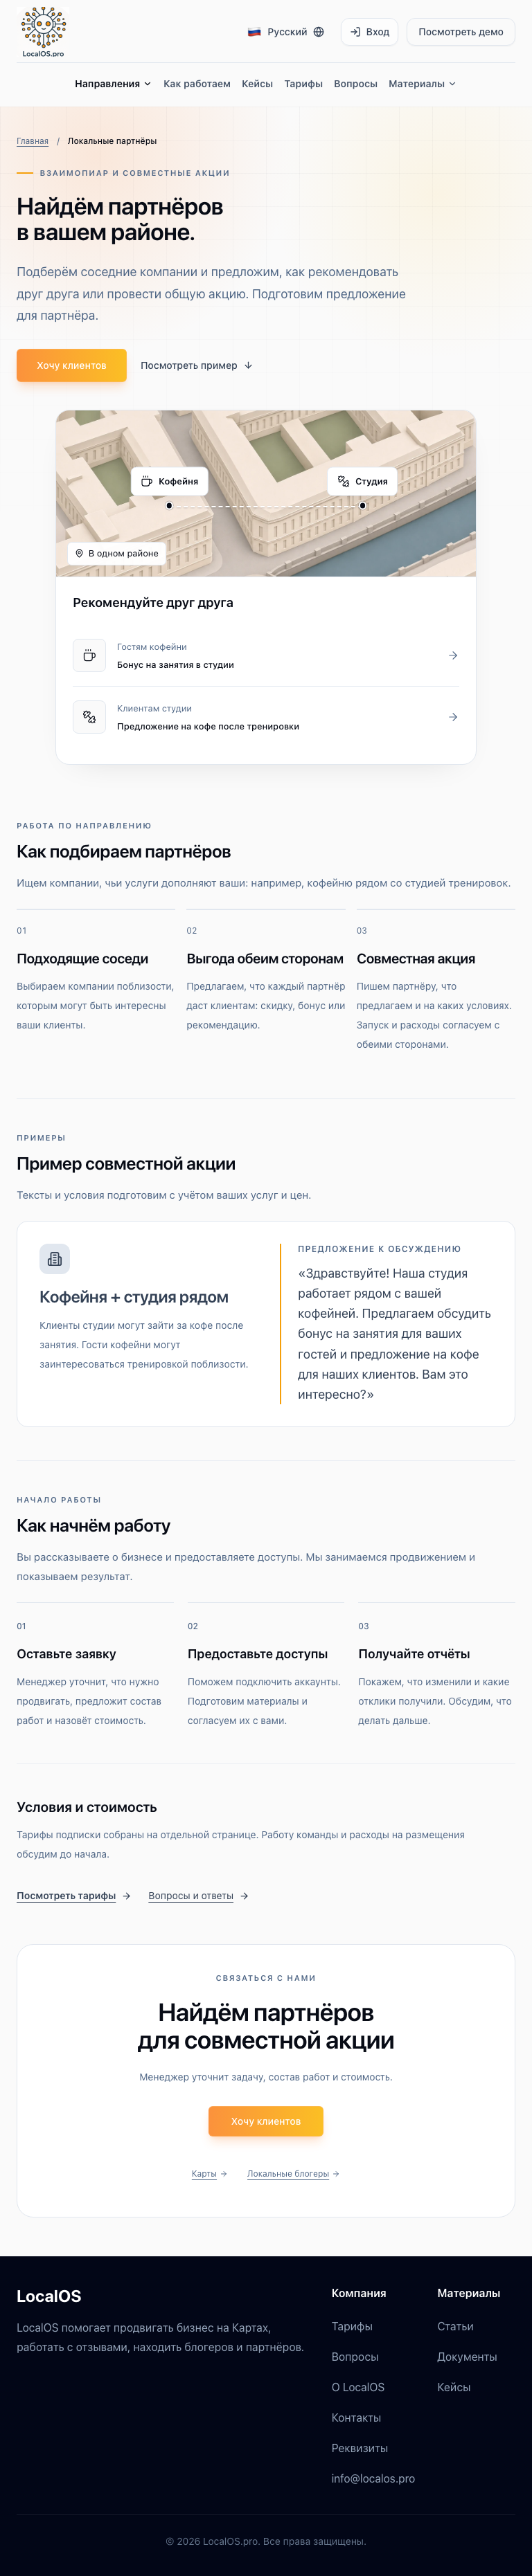 LocalOS.pro
Русский
Вход
Посмотреть демо
Направления
Как работаем
Кейсы
Тарифы
Вопросы
Материалы
Главная / Локальные партнёры
ВЗАИМОПИАР И СОВМЕСТНЫЕ АКЦИИ
Найдём партнёров
в вашем районе.
Подберём соседние компании и предложим, как рекомендовать
друг друга или провести общую акцию. Подготовим предложение
для партнёра.
Хочу клиентов
Посмотреть пример
Кофейня
Студия
В одном районе
Рекомендуйте друг друга
Гостям кофейни
Бонус на занятия в студии
Клиентам студии
Предложение на кофе после тренировки
РАБОТА ПО НАПРАВЛЕНИЮ
Как подбираем партнёров
Ищем компании, чьи услуги дополняют ваши: например, кофейню рядом со студией тренировок.
01
Подходящие соседи
Выбираем компании поблизости,
которым могут быть интересны
ваши клиенты.
02
Выгода обеим сторонам
Предлагаем, что каждый партнёр
даст клиентам: скидку, бонус или
рекомендацию.
03
Совместная акция
Пишем партнёру, что
предлагаем и на каких условиях.
Запуск и расходы согласуем с
обеими сторонами.
ПРИМЕРЫ
Пример совместной акции
Тексты и условия подготовим с учётом ваших услуг и цен.
Кофейня + студия рядом
Клиенты студии могут зайти за кофе после
занятия. Гости кофейни могут
заинтересоваться тренировкой поблизости.
ПРЕДЛОЖЕНИЕ К ОБСУЖДЕНИЮ
«Здравствуйте! Наша студия
работает рядом с вашей
кофейней. Предлагаем обсудить
бонус на занятия для ваших
гостей и предложение на кофе
для наших клиентов. Вам это
интересно?»
НАЧАЛО РАБОТЫ
Как начнём работу
Вы рассказываете о бизнесе и предоставляете доступы. Мы занимаемся продвижением и
показываем результат.
01
Оставьте заявку
Менеджер уточнит, что нужно
продвигать, предложит состав
работ и назовёт стоимость.
02
Предоставьте доступы
Поможем подключить аккаунты.
Подготовим материалы и
согласуем их с вами.
03
Получайте отчёты
Покажем, что изменили и какие
отклики получили. Обсудим, что
делать дальше.
Условия и стоимость
Тарифы подписки собраны на отдельной странице. Работу команды и расходы на размещения
обсудим до начала.
Посмотреть тарифы
Вопросы и ответы
СВЯЗАТЬСЯ С НАМИ
Найдём партнёров
для совместной акции
Менеджер уточнит задачу, состав работ и стоимость.
Хочу клиентов
Карты
Локальные блогеры
LocalOS
LocalOS помогает продвигать бизнес на Картах,
работать с отзывами, находить блогеров и партнёров.
Компания
Тарифы
Вопросы
О LocalOS
Контакты
Реквизиты
info@localos.pro
Материалы
Статьи
Документы
Кейсы
© 2026 LocalOS.pro. Все права защищены.